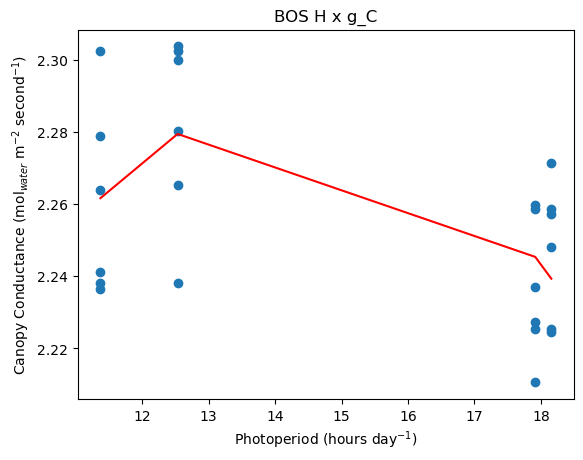 BOS H x g_C
Canopy Conductance (mol_water m⁻² second⁻¹)
2.30
2.28
2.26
2.24
2.22
12 13 14 15 16 17 18
Photoperiod (hours day⁻¹)